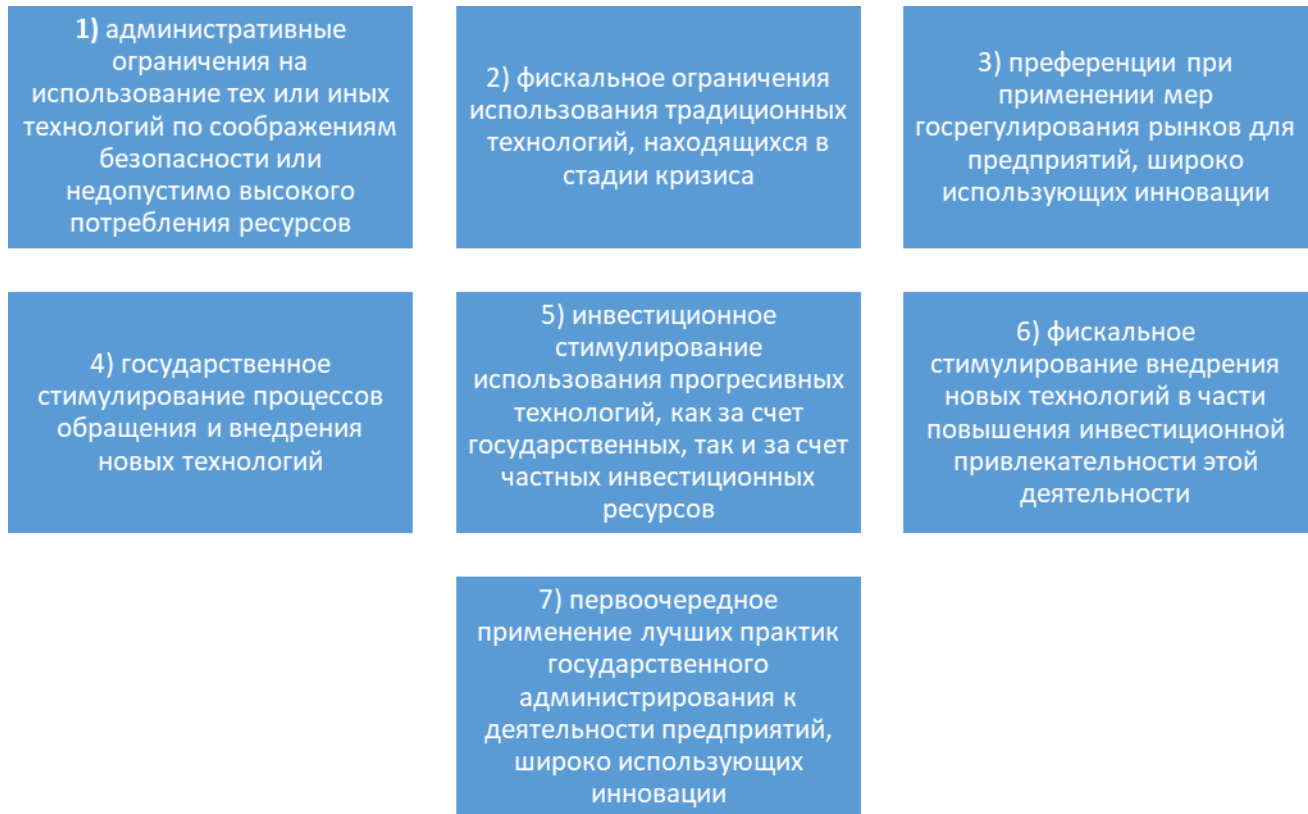 1) административные
ограничения на
использование тех или иных
технологий по соображениям
безопасности или
недопустимо высокого
потребления ресурсов
2) фискальное ограничения
использования традиционных
технологий, находящихся в
стадии кризиса
3) преференции при
применении мер
госрегулирования рынков для
предприятий, широко
использующих инновации
4) государственное
стимулирование процессов
обращения и внедрения
новых технологий
5) инвестиционное
стимулирование
использования прогресивных
технологий, как за счет
государственных, так и за счет
частных инвестиционных
ресурсов
6) фискальное
стимулирование внедрения
новых технологий в части
повышения инвестиционной
привлекательности этой
деятельности
7) первоочередное
применение лучших практик
государственного
администрирования к
деятельности предприятий,
широко использующих
инновации